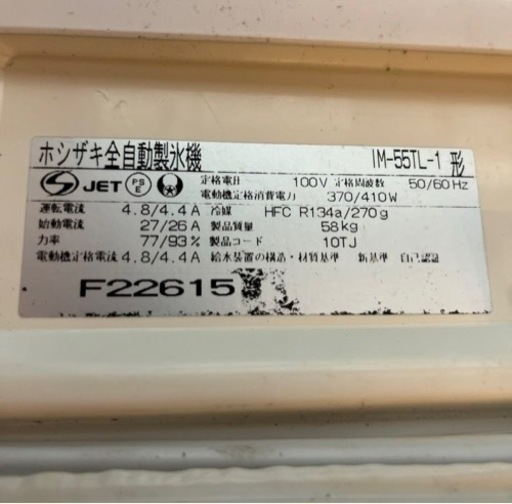 ホシザキ全自動製氷機 IM-55TL-1 形
JET PS E 定格電圧 100V 定格周波数 50/60Hz
電動機定格消費電力 370/410W
運転電流 4.8/4.4A 冷媒 HFC R134a/270g
始動電流 27/26A 製品質量 58kg
力率 77/93% 製品コード 10TJ
電動機定格電流 4.8/4.4A 給水装置の構造・材質基準 新基準 自己認証
F22615